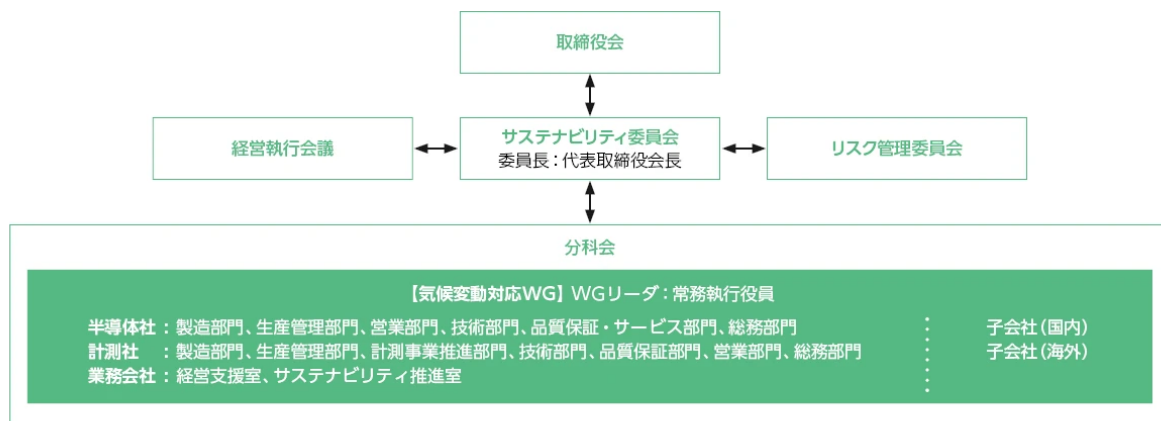 取締役会
経営執行会議
サステナビリティ委員会
委員長：代表取締役会長
リスク管理委員会
分科会
【気候変動対応WG】WGリーダ：常務執行役員
半導体社：製造部門、生産管理部門、営業部門、技術部門、品質保証・サービス部門、総務部門
子会社（国内）
計測社　：製造部門、生産管理部門、計測事業推進部門、技術部門、品質保証部門、営業部門、総務部門
子会社（海外）
業務会社：経営支援室、サステナビリティ推進室